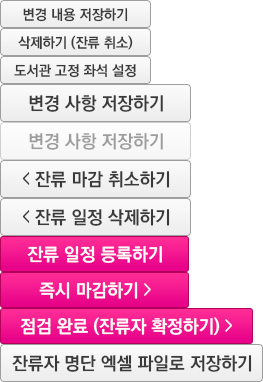 변경 내용 저장하기
삭제하기 (잔류 취소)
도서관 고정 좌석 설정
변경 사항 저장하기
변경 사항 저장하기
< 잔류 마감 취소하기
< 잔류 일정 삭제하기
잔류 일정 등록하기
즉시 마감하기 >
점검 완료 (잔류자 확정하기) >
잔류자 명단 엑셀 파일로 저장하기